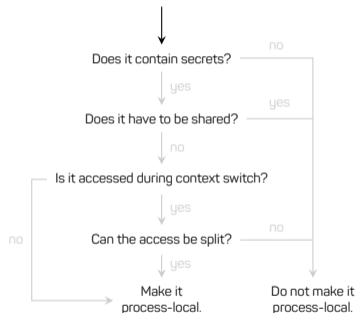 no
Does it contain secrets?
yes
yes
Does it have to be shared?
no
Is it accessed during context switch?
yes
no
no
Can the access be split?
yes
Make it
process-local.
Do not make it
process-local.